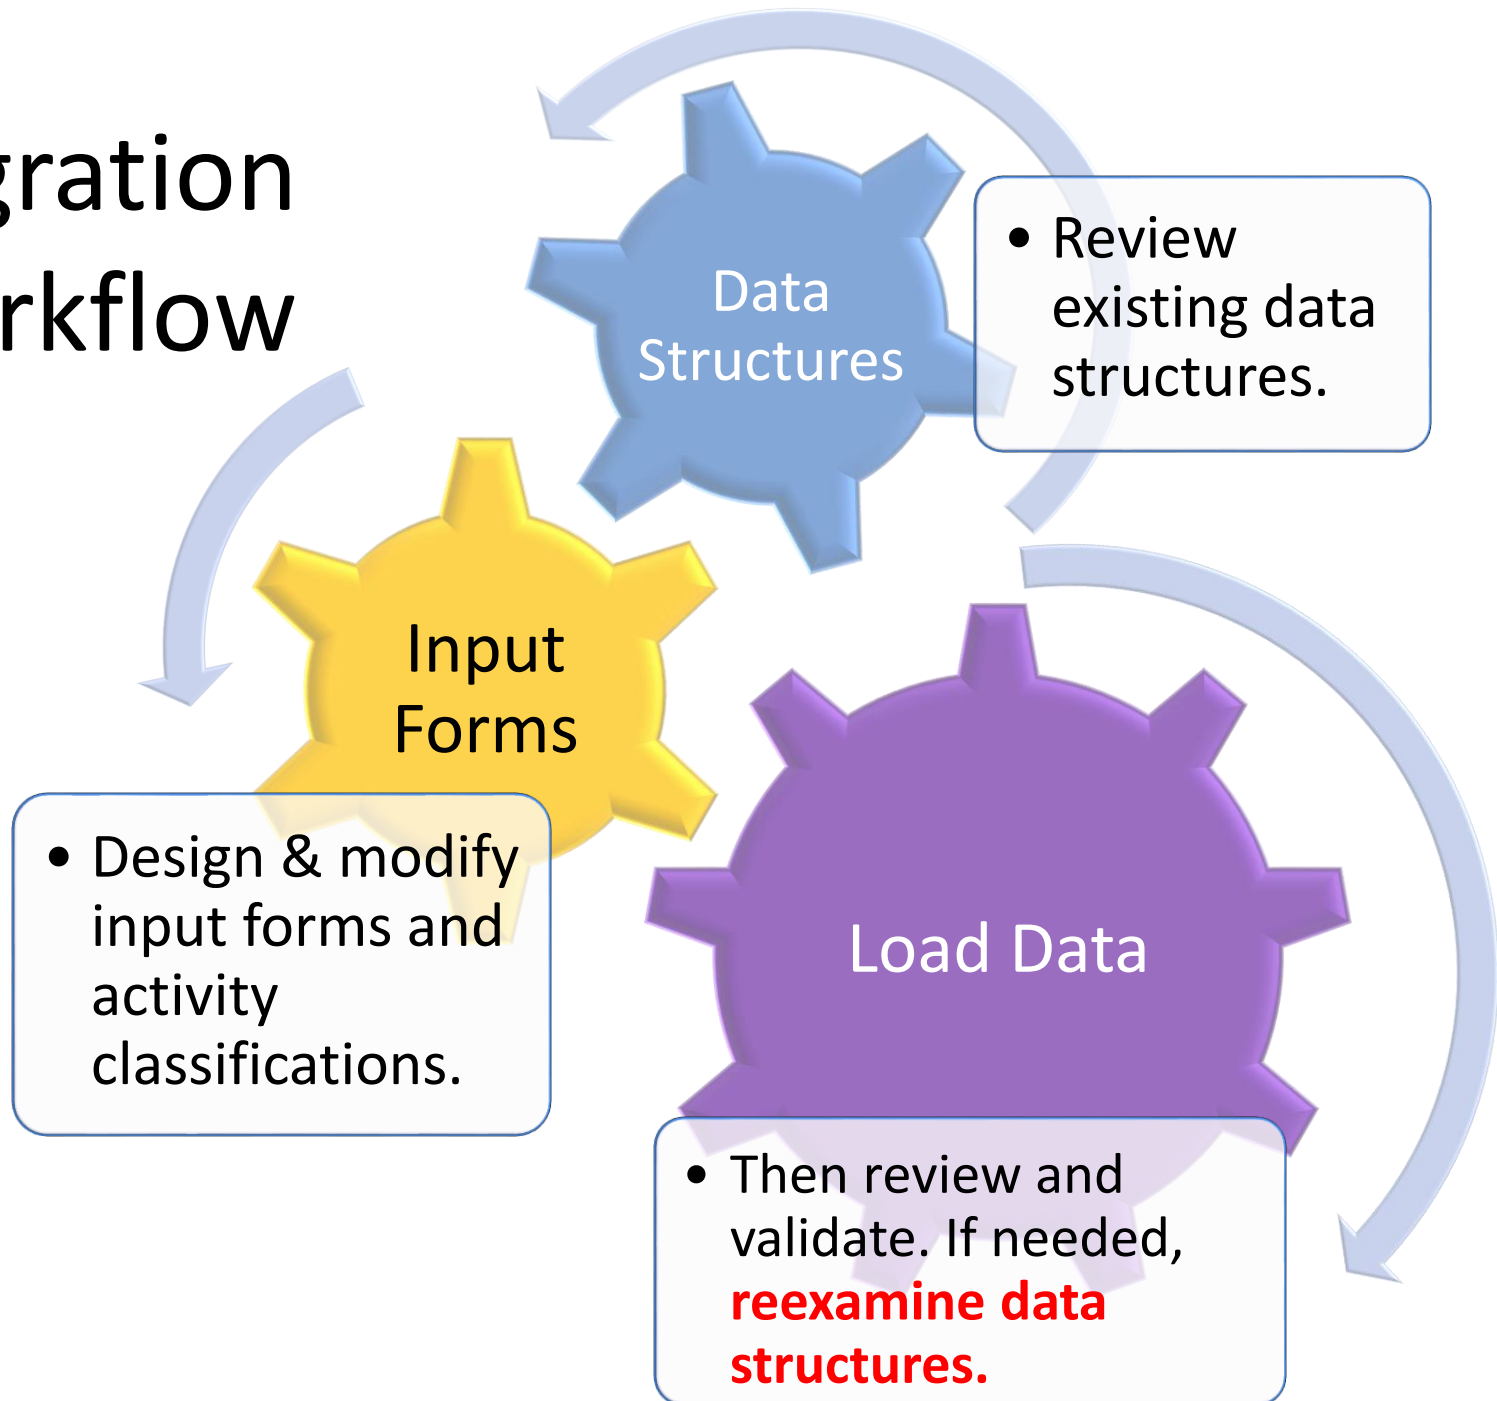 gration
rkflow
Data
Structures
• Review
existing data
structures.
Input
Forms
• Design & modify
input forms and
activity
classifications.
Load Data
• Then review and
validate. If needed,
reexamine data
structures.